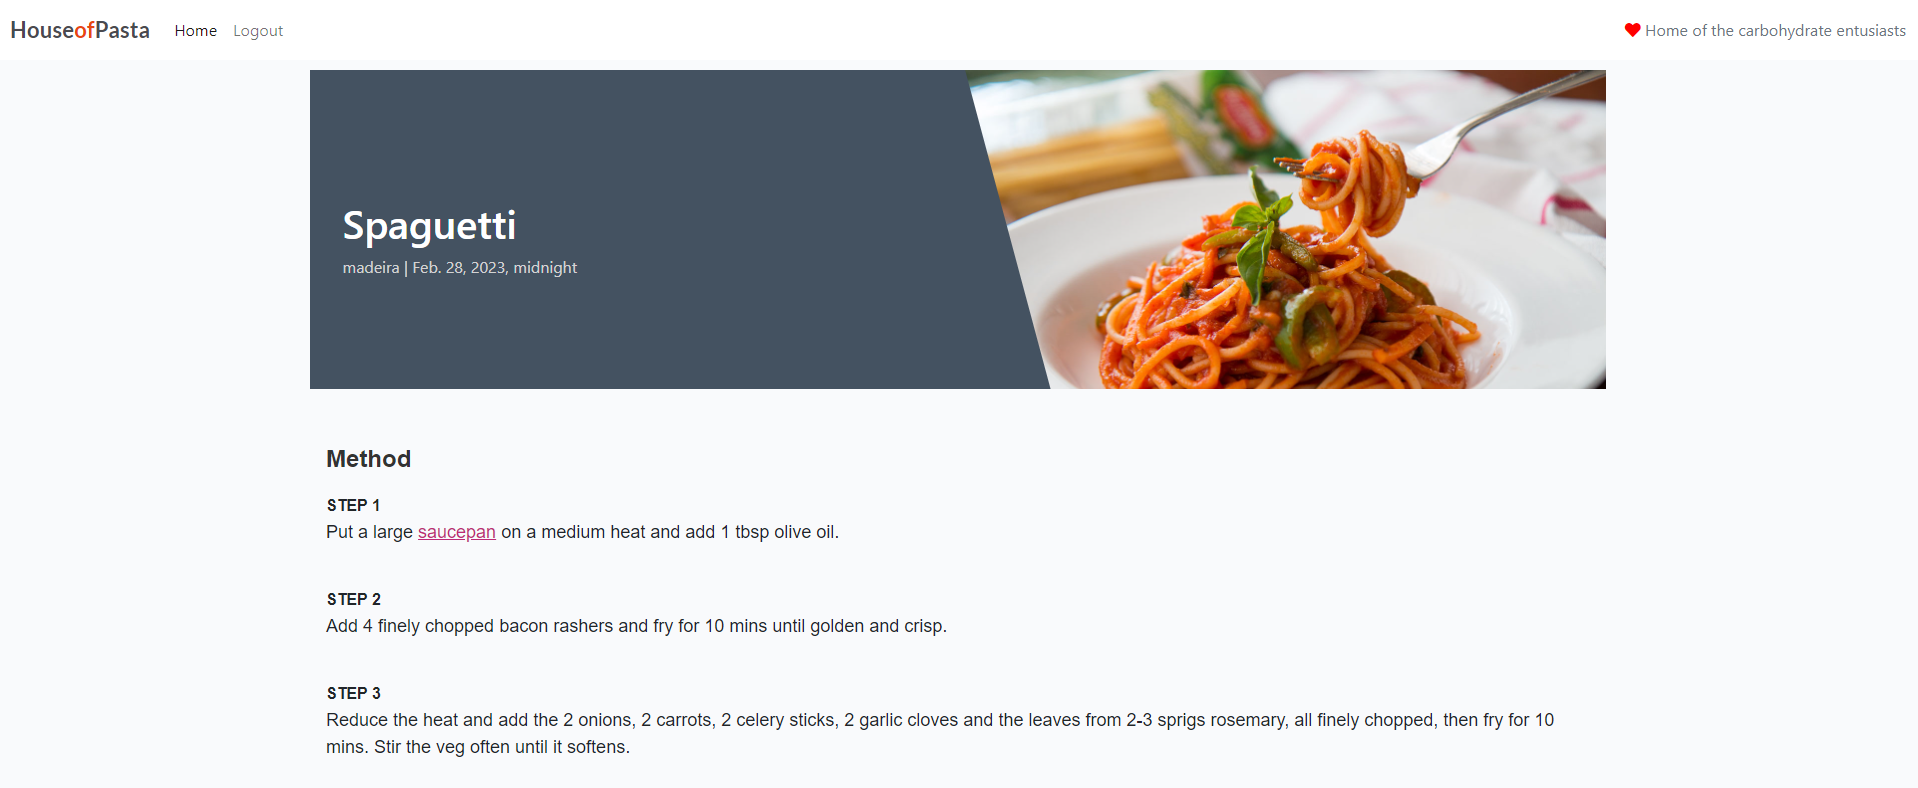 HouseofPasta Home Logout Home of the carbohydrate entusiasts
Spaguetti
madeira | Feb. 28, 2023, midnight
Method
STEP 1
Put a large saucepan on a medium heat and add 1 tbsp olive oil.
STEP 2
Add 4 finely chopped bacon rashers and fry for 10 mins until golden and crisp.
STEP 3
Reduce the heat and add the 2 onions, 2 carrots, 2 celery sticks, 2 garlic cloves and the leaves from 2-3 sprigs rosemary, all finely chopped, then fry for 10
mins. Stir the veg often until it softens.